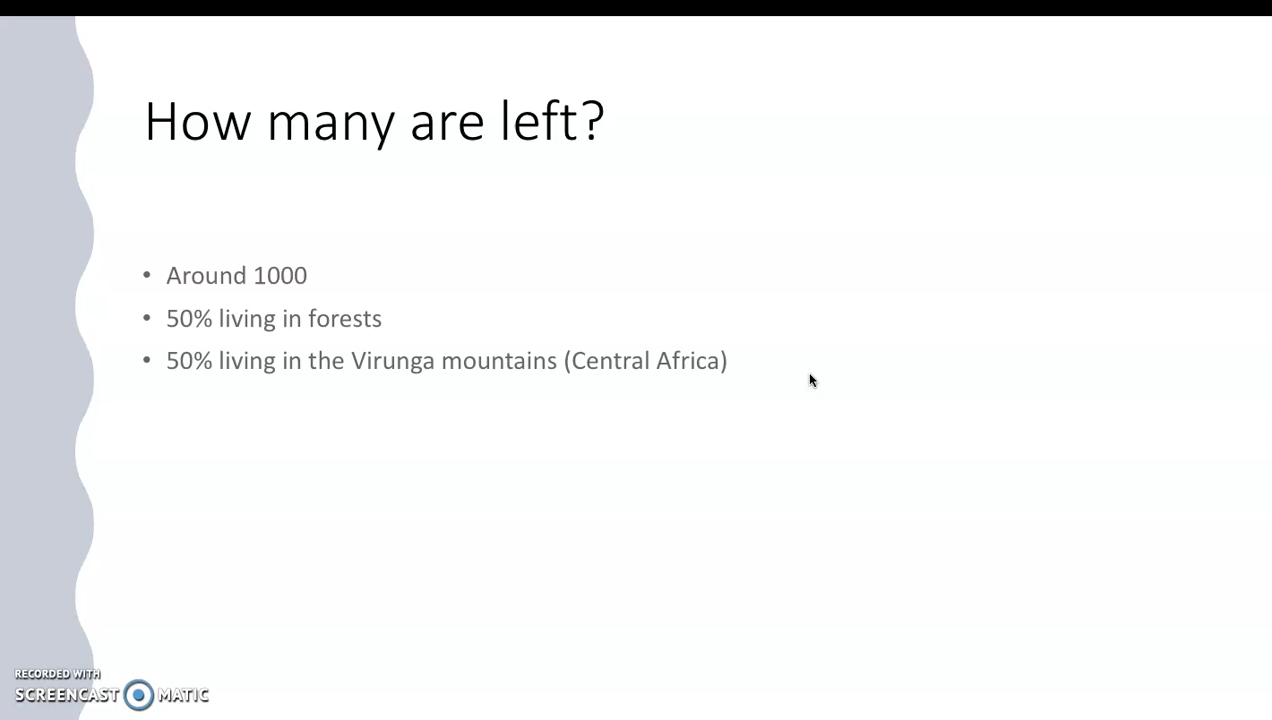 How many are left?
• Around 1000
• 50% living in forests
• 50% living in the Virunga mountains (Central Africa)
RECORDED WITH
SCREENCAST MATIC